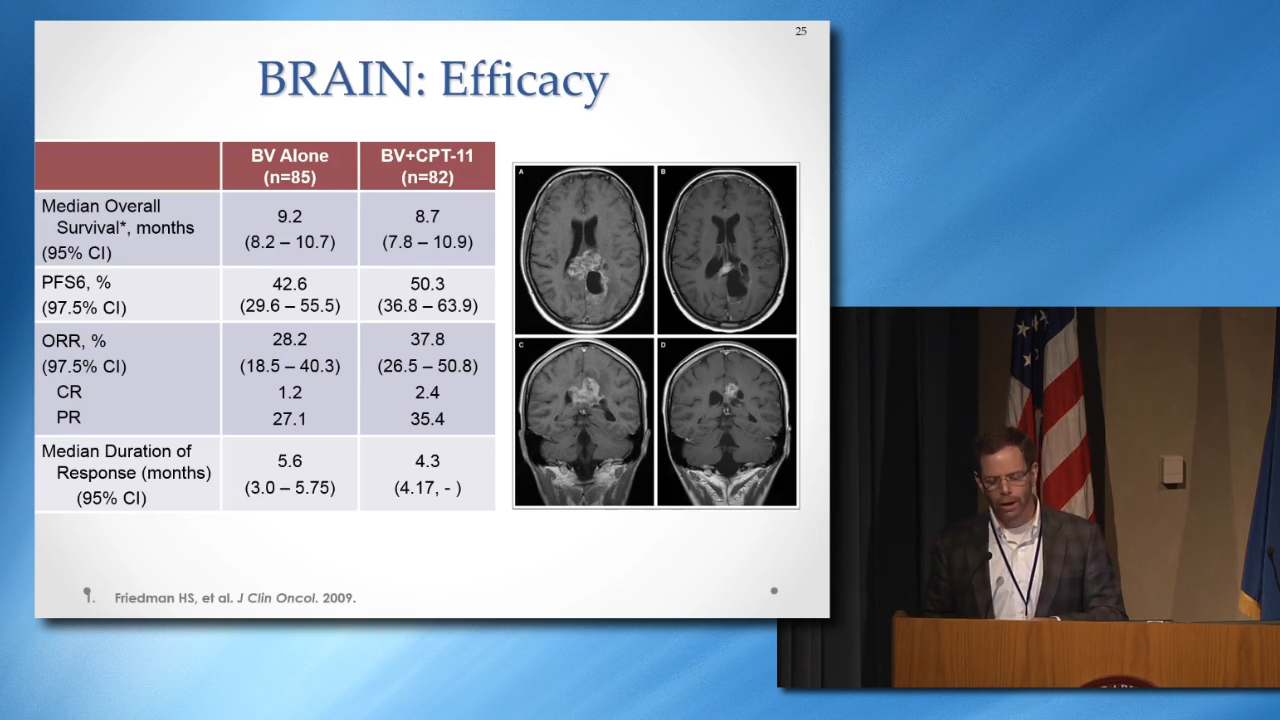 25
BRAIN: Efficacy
BV Alone
(n=85)
BV+CPT-11
(n=82)
Median Overall
Survival*, months
(95% CI)
9.2
(8.2 – 10.7)
8.7
(7.8 – 10.9)
PFS6, %
(97.5% CI)
42.6
(29.6 – 55.5)
50.3
(36.8 – 63.9)
ORR, %
(97.5% CI)
CR
PR
28.2
(18.5 – 40.3)
1.2
27.1
37.8
(26.5 – 50.8)
2.4
35.4
Median Duration of
Response (months)
(95% CI)
5.6
(3.0 – 5.75)
4.3
(4.17, - )
A
B
C
D
1. Friedman HS, et al. J Clin Oncol. 2009.